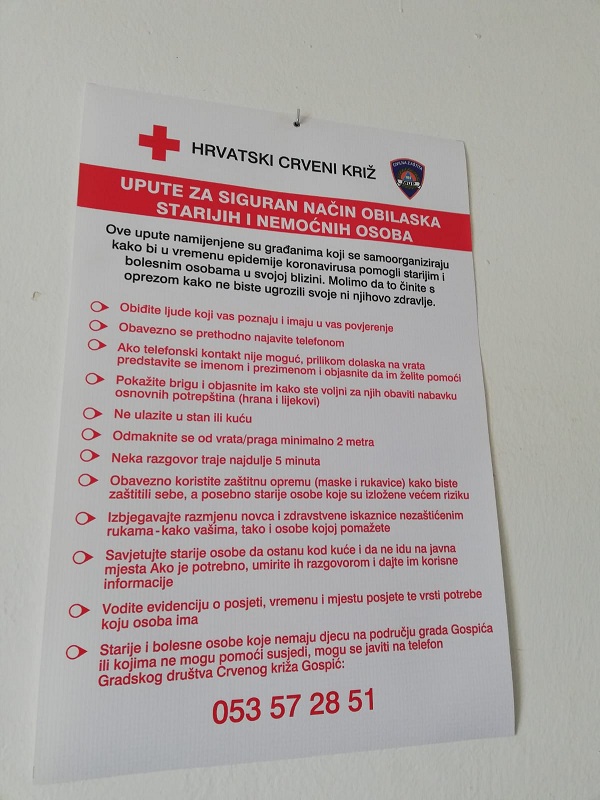 HRVATSKI CRVENI KRIŽ
UPUTE ZA SIGURAN NAČIN OBILASKA
STARIJIH I NEMOĆNIH OSOBA
Ove upute namijenjene su građanima koji se samoorganiziraju
kako bi u vremenu epidemije koronavirusa pomogli starijim i
bolesnim osobama u svojoj blizini. Molimo da to činite s
oprezom kako ne biste ugrozili svoje ni njihovo zdravlje.
Obiđite ljude koji vas poznaju i imaju u vas povjerenje
Obavezno se prethodno najavite telefonom
Ako telefonski kontakt nije moguć, prilikom dolaska na vrata
predstavite se imenom i prezimenom i objasnite da im želite pomoći
Pokažite brigu i objasnite im kako ste voljni za njih obaviti nabavku
osnovnih potrepština (hrana i lijekovi)
Ne ulazite u stan ili kuću
Odmaknite se od vrata/praga minimalno 2 metra
Neka razgovor traje najdulje 5 minuta
Obavezno koristite zaštitnu opremu (maske i rukavice) kako biste
zaštitili sebe, a posebno starije osobe koje su izložene većem riziku
Izbjegavajte razmjenu novca i zdravstvene iskaznice nezaštićenim
rukama-kako vašima, tako i osobe kojoj pomažete
Savjetujte starije osobe da ostanu kod kuće i da ne idu na javna
mjesta Ako je potrebno, umirite ih razgovorom i dajte im korisne
informacije
Vodite evidenciju o posjeti, vremenu i mjestu posjete te vrsti potrebe
koju osoba ima
Starije i bolesne osobe koje nemaju djecu na području grada Gospića
ili kojima ne mogu pomoći susjedi, mogu se javiti na telefon
Gradskog društva Crvenog križa Gospić:
053 57 28 51